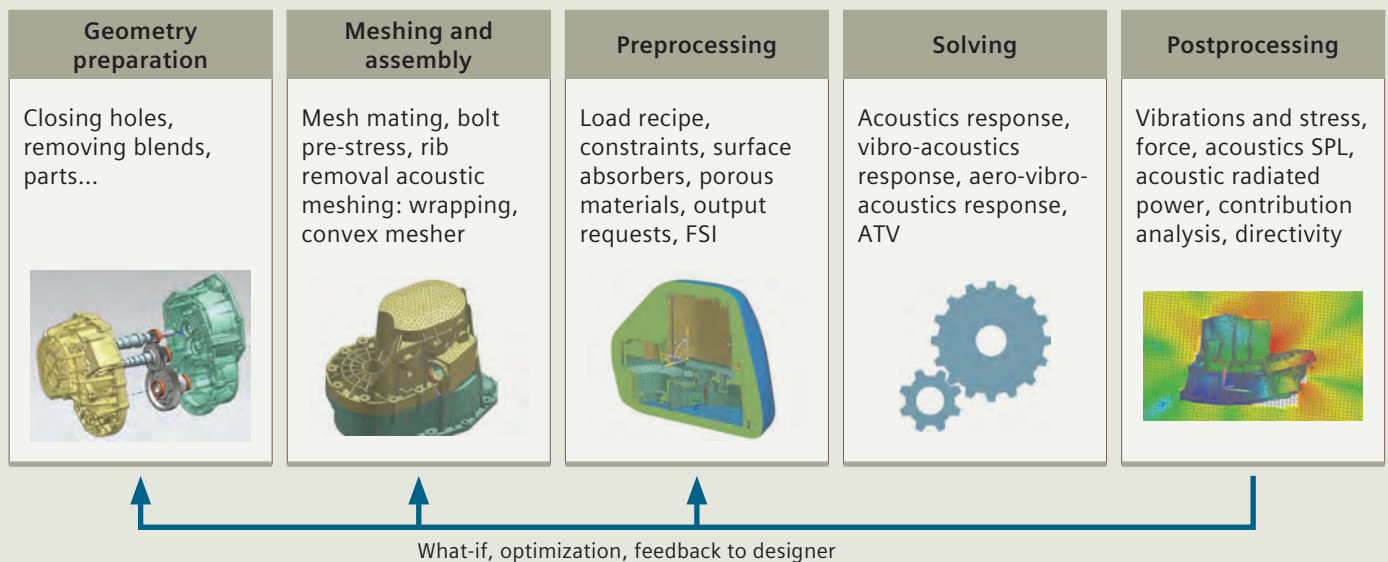 Geometry
preparation
Closing holes,
removing blends,
parts...
Meshing and
assembly
Mesh mating, bolt
pre-stress, rib
removal acoustic
meshing: wrapping,
convex mesher
Preprocessing
Load recipe,
constraints, surface
absorbers, porous
materials, output
requests, FSI
Solving
Acoustics response,
vibro-acoustics
response, aero-vibro-
acoustics response,
ATV
Postprocessing
Vibrations and stress,
force, acoustics SPL,
acoustic radiated
power, contribution
analysis, directivity
What-if, optimization, feedback to designer